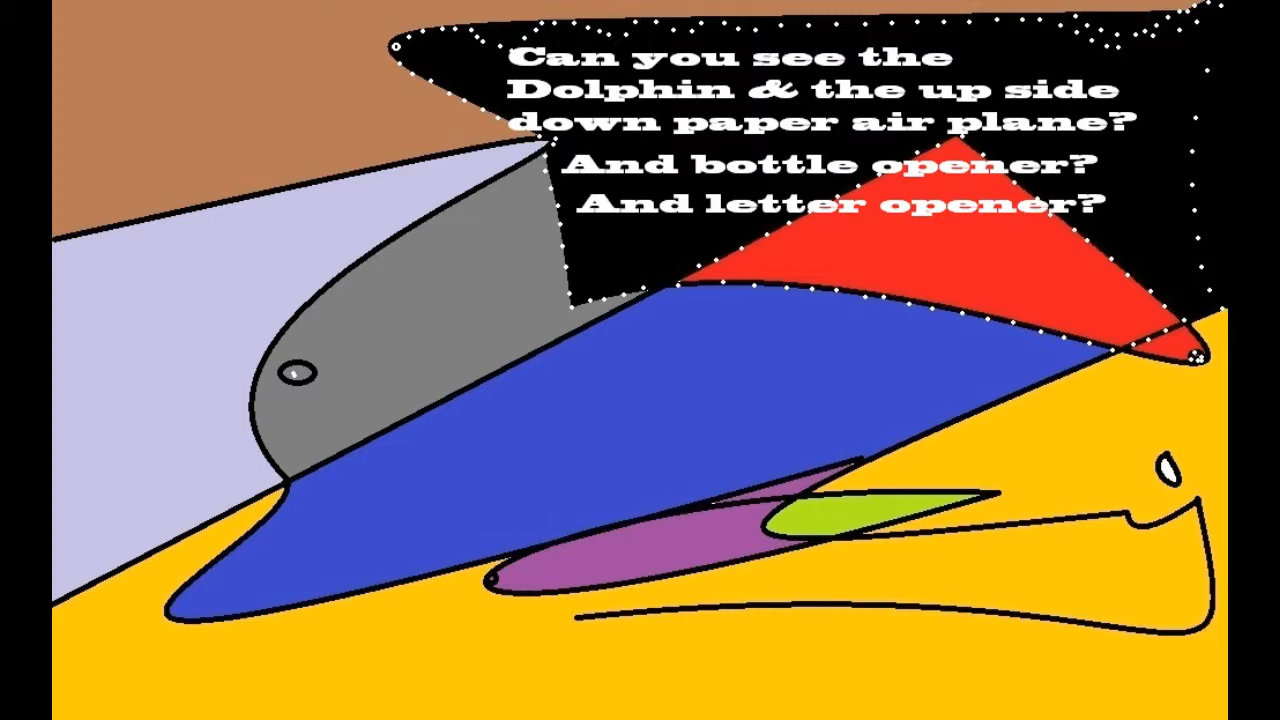 Can you see the
Dolphin & the up side
down paper air plane?
And bottle opener?
And letter opener?